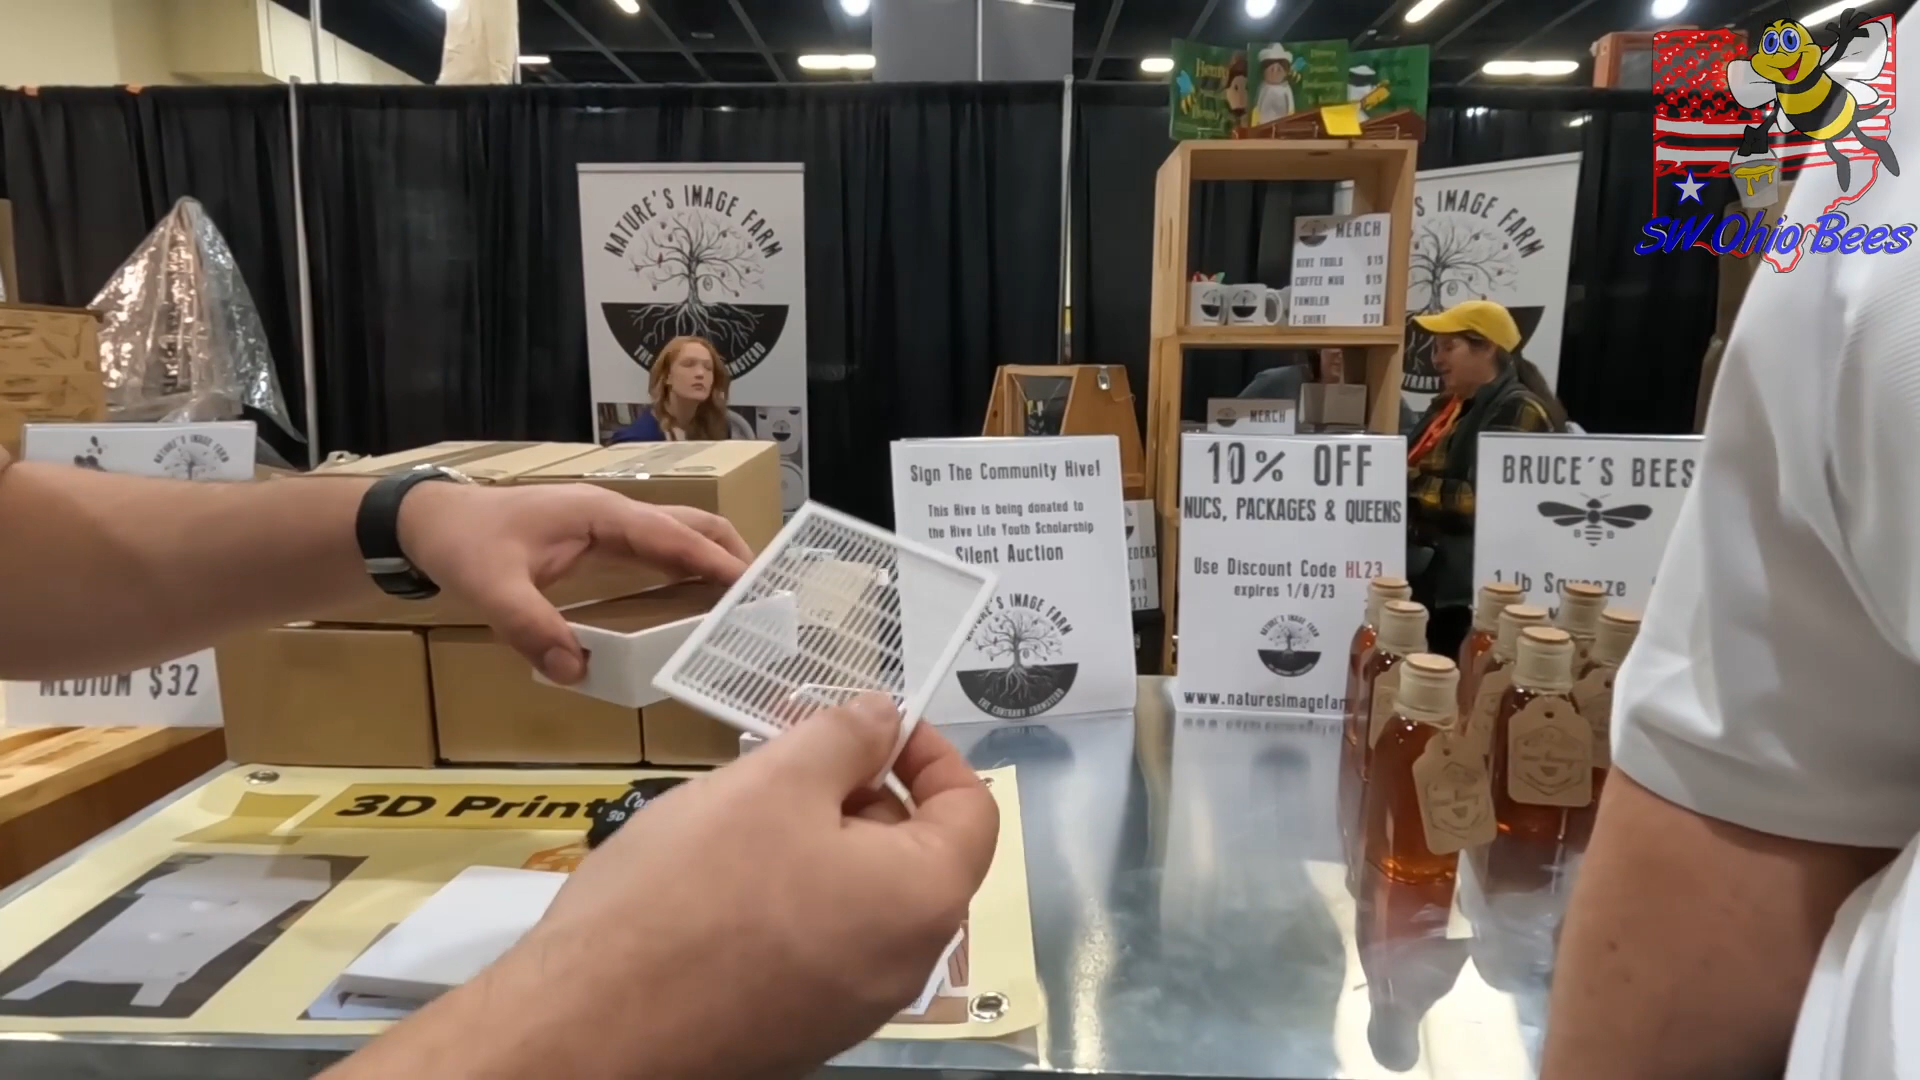 SW Ohio Bees
NATURE'S IMAGE FARM
S IMAGE FARM
MERCH
HIVE TOOLS $15
COFFEE MUG $15
TUMBLER $25
T-SHIRT $30
MERCH
Sign The Community Hive!
This Hive is being donated to
the Hive Life Youth Scholarship
Silent Auction
10% OFF
NUCS, PACKAGES & QUEENS
Use Discount Code HL23
expires 1/8/23
www.naturesimagefar
BRUCE'S BEES
B B
1 lb Squeeze
'S IMAGE FARM
THE CONTRARY FARMSTEAD
MEDIUM $32
3D Print